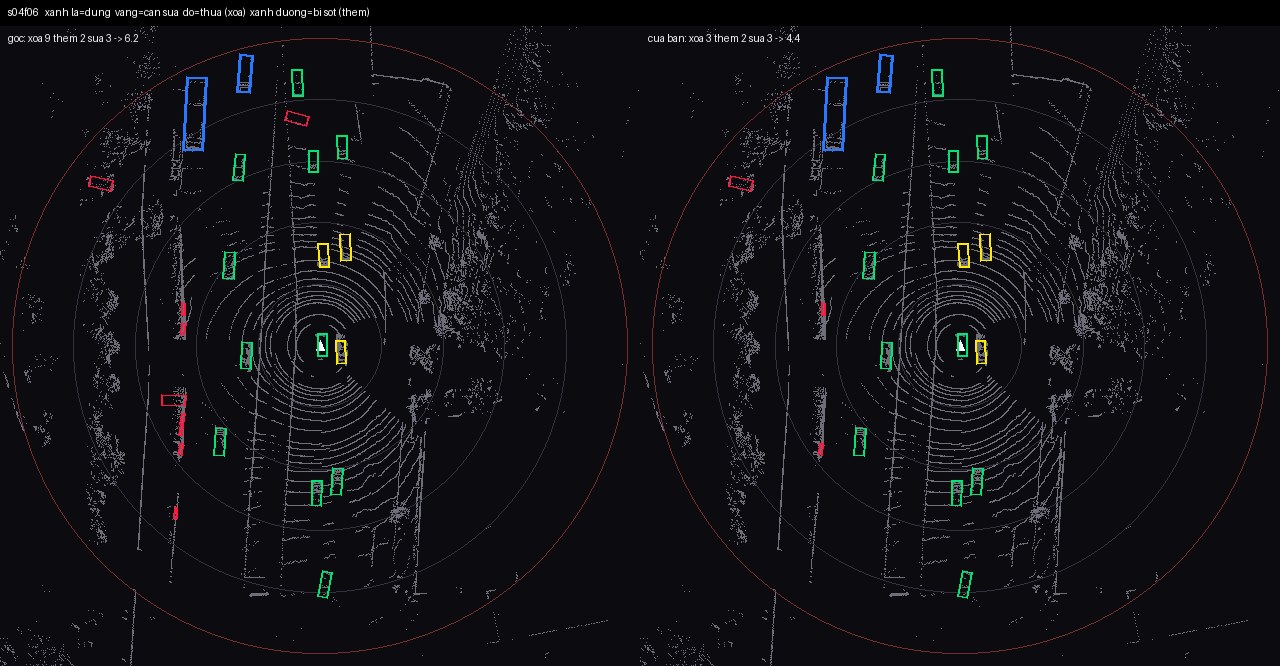 s04f06 xanh la=dung vang=can sua do=thua (xoa) xanh duong=bi sot (them)
goc: xoa 9 them 2 sua 3 -> 6.2
cua ban: xoa 3 them 2 sua 3 -> 4.4